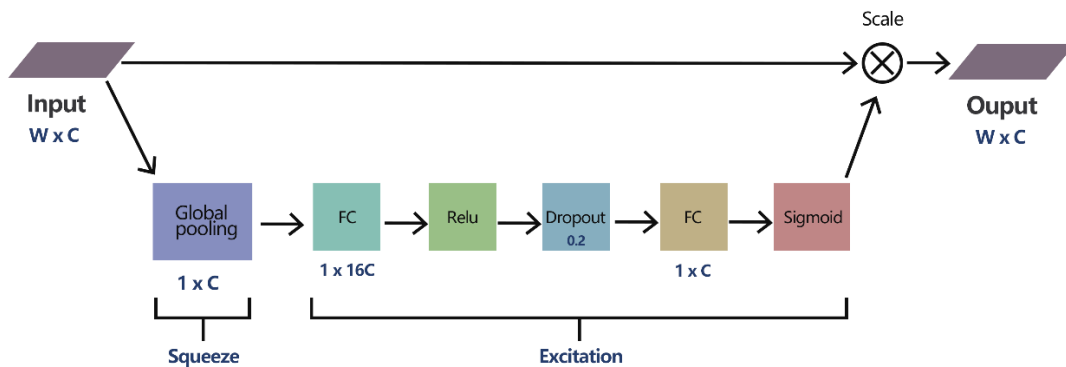 Scale
Input
W x C
Ouput
W x C
Global
pooling
1 x C
FC
1 x 16C
Relu
Dropout
0.2
FC
1 x C
Sigmoid
Squeeze
Excitation